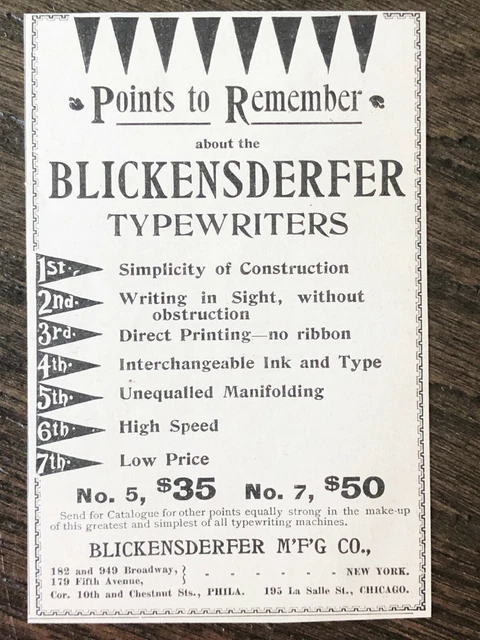 Points to Remember
about the
BLICKENSDERFER
TYPEWRITERS
1st. Simplicity of Construction
2nd. Writing in Sight, without
obstruction
3rd. Direct Printing—no ribbon
4th. Interchangeable Ink and Type
5th. Unequalled Manifolding
6th. High Speed
7th. Low Price
No. 5, $35 No. 7, $50
Send for Catalogue for other points equally strong in the make-up
of this greatest and simplest of all typewriting machines.
BLICKENSDERFER M'F'G CO.,
182 and 949 Broadway, } - - - - - NEW YORK.
179 Fifth Avenue,
Cor. 10th and Chestnut Sts., PHILA. 195 La Salle St., CHICAGO.